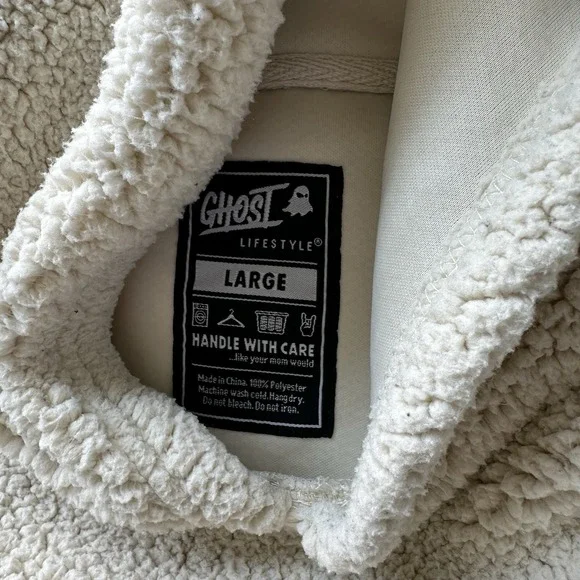 GHOST
LIFESTYLE®
LARGE
HANDLE WITH CARE
...like your mom would
Made in China. 100% Polyester
Machine wash cold. Hang dry.
Do not bleach. Do not iron.